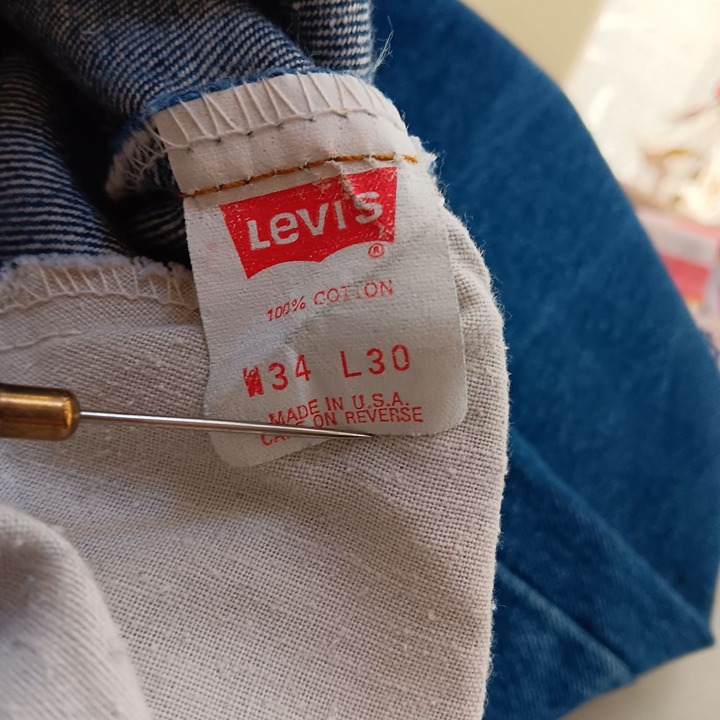 Levi's
®
100% COTTON
W34 L30
MADE IN U.S.A.
CARE ON REVERSE